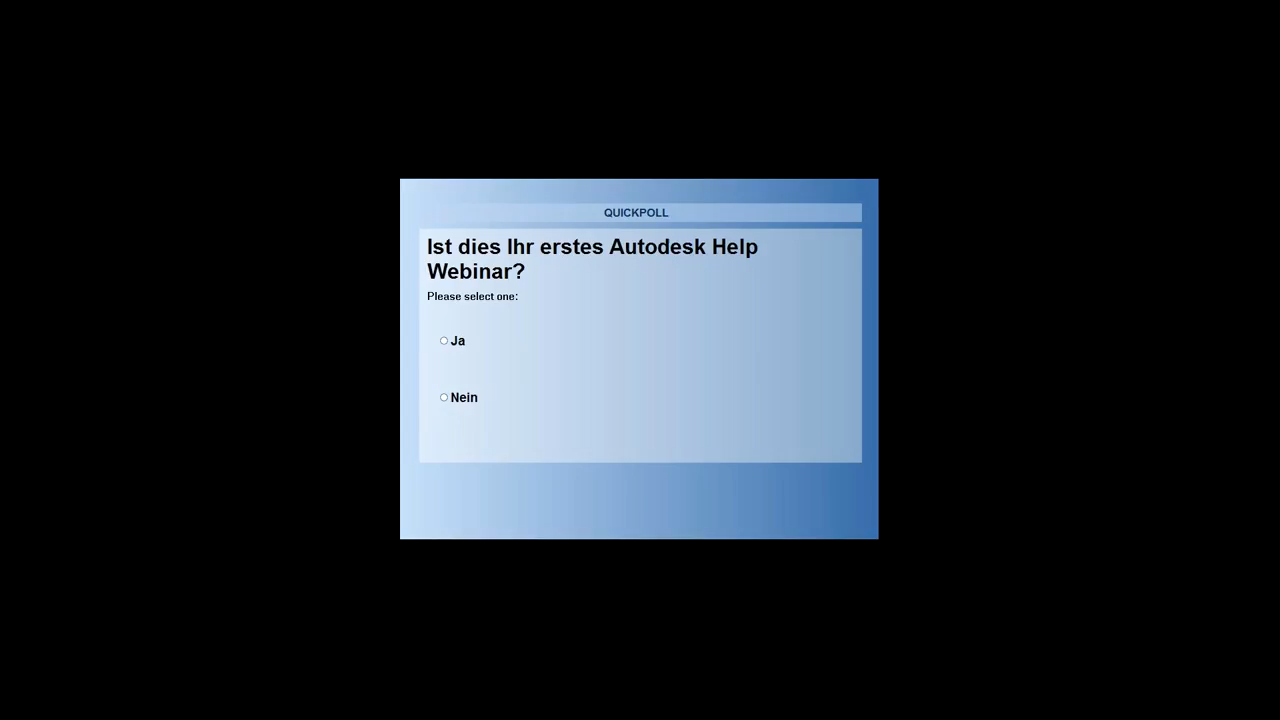 QUICKPOLL
Ist dies Ihr erstes Autodesk Help
Webinar?
Please select one:
Ja
Nein